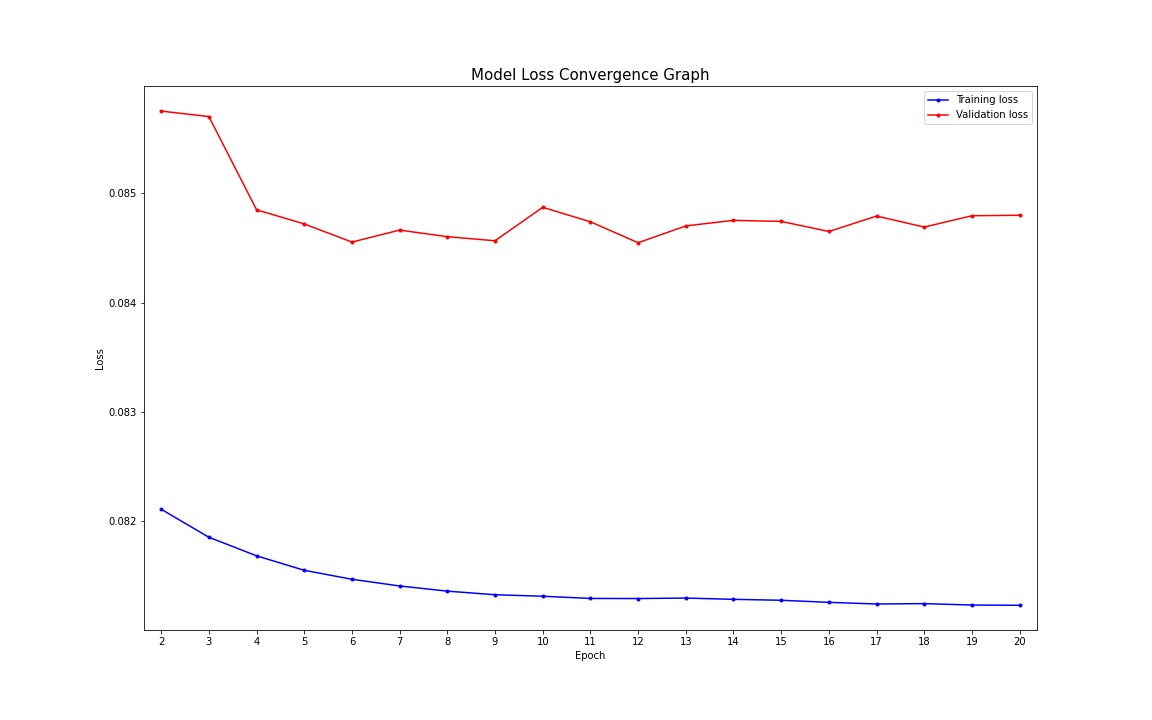 Model Loss Convergence Graph
Training loss
Validation loss
0.085
0.084
0.083
0.082
Loss
2 3 4 5 6 7 8 9 10 11 12 13 14 15 16 17 18 19 20
Epoch